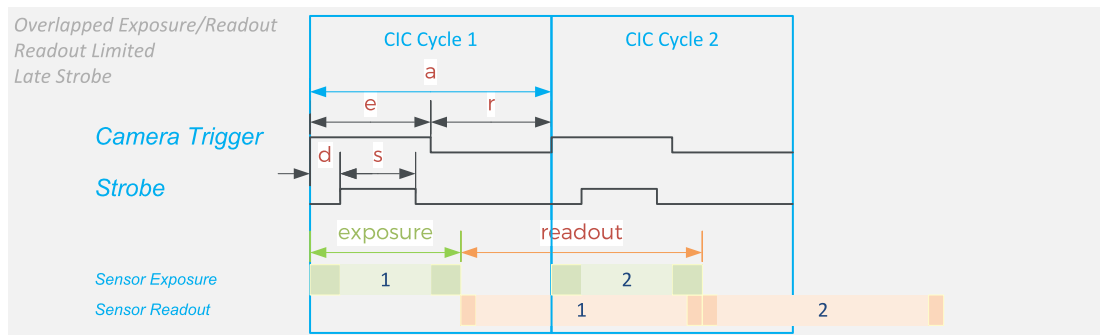 Overlapped Exposure/Readout
Readout Limited
Late Strobe
CIC Cycle 1
CIC Cycle 2
a
e
r
Camera Trigger
d
s
Strobe
exposure
readout
Sensor Exposure
1
2
Sensor Readout
1
2